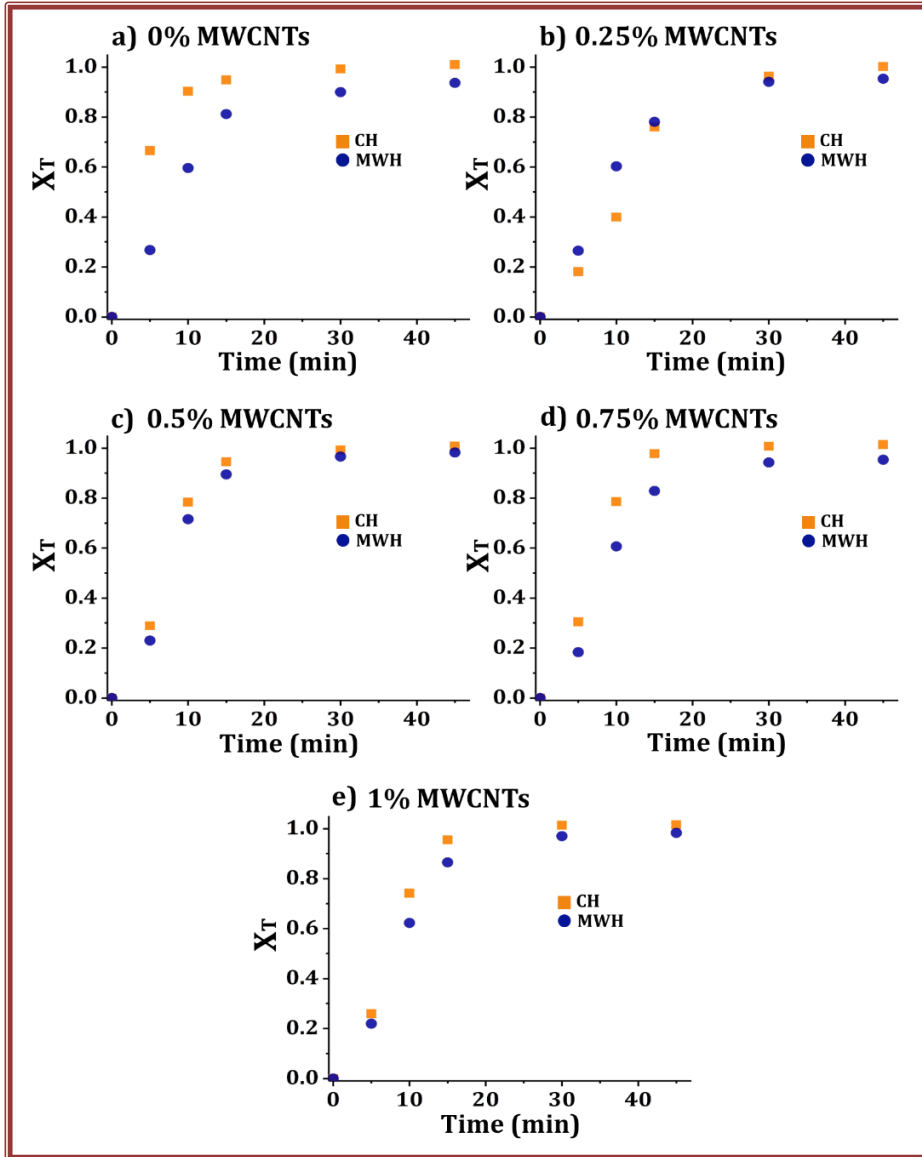 a) 0% MWCNTs
1.0
0.8
0.6
0.4
0.2
0.0
XT
CH
MWH
0 10 20 30 40
Time (min)
b) 0.25% MWCNTs
1.0
0.8
0.6
0.4
0.2
0.0
XT
CH
MWH
0 10 20 30 40
Time (min)
c) 0.5% MWCNTs
1.0
0.8
0.6
0.4
0.2
0.0
XT
CH
MWH
0 10 20 30 40
Time (min)
d) 0.75% MWCNTs
1.0
0.8
0.6
0.4
0.2
0.0
XT
CH
MWH
0 10 20 30 40
Time (min)
e) 1% MWCNTs
1.0
0.8
0.6
0.4
0.2
0.0
XT
CH
MWH
0 10 20 30 40
Time (min)